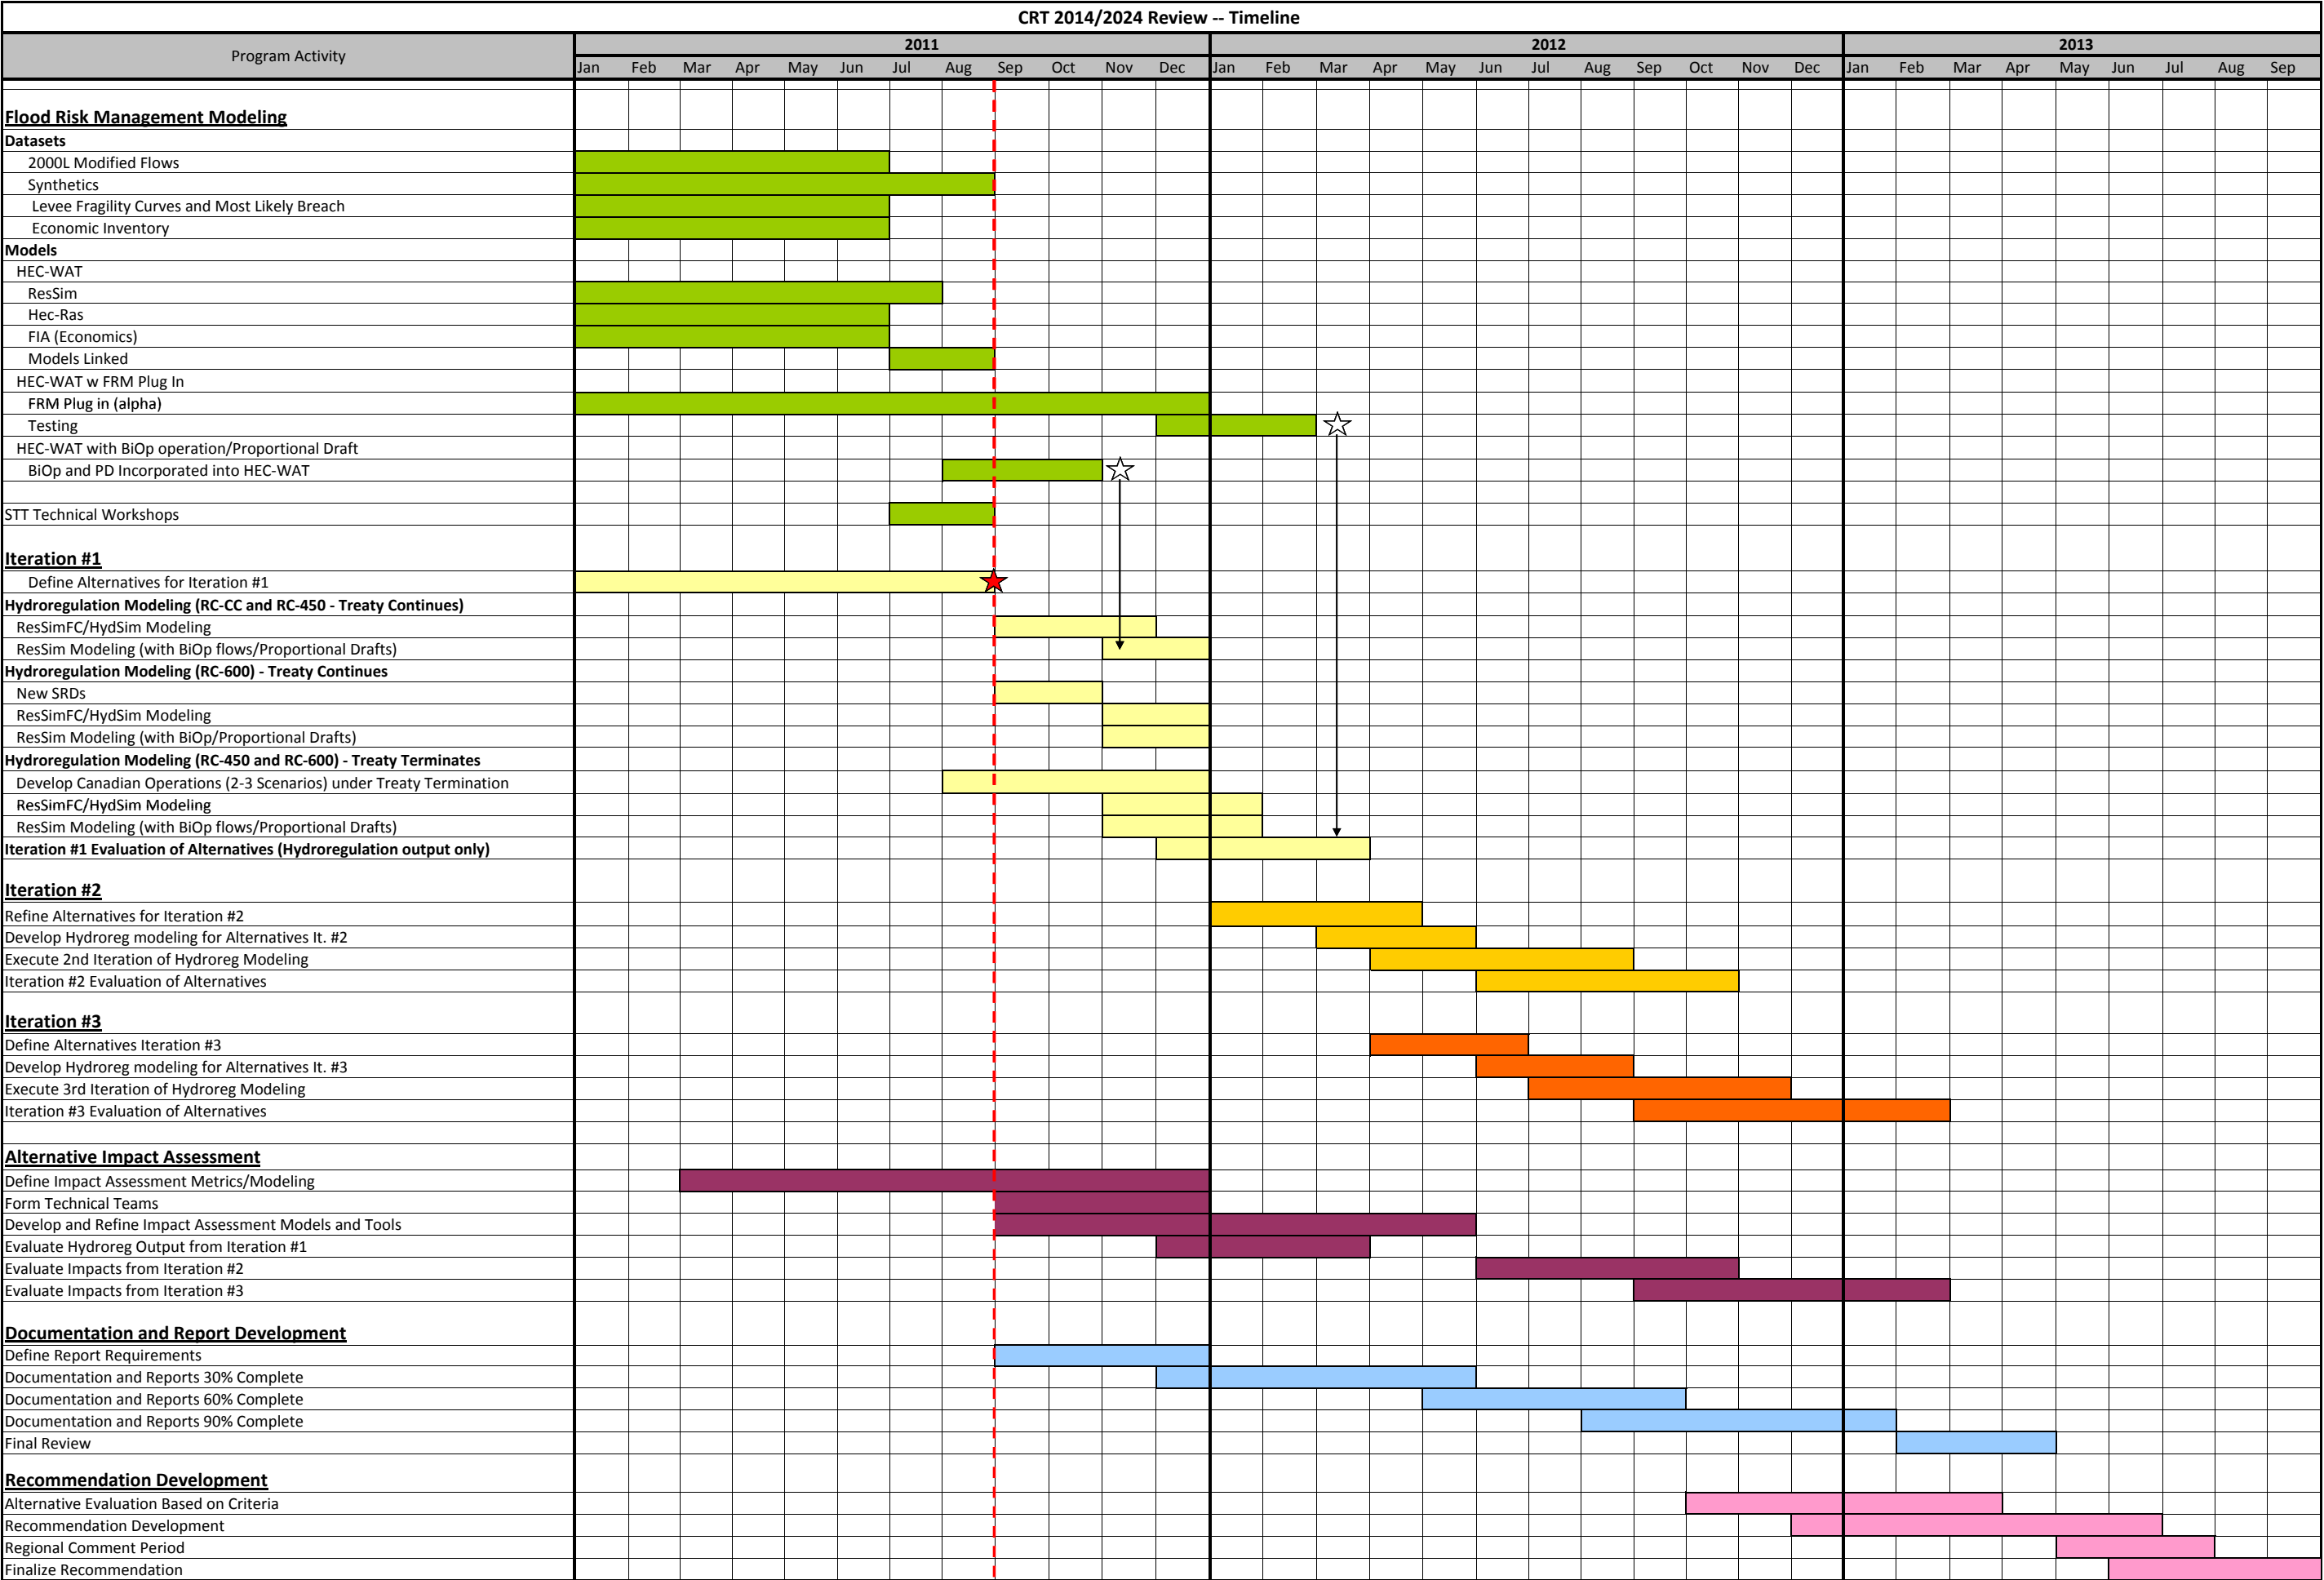 CRT 2014/2024 Review -- Timeline
Program Activity
2011 2012 2013
Jan Feb Mar Apr May Jun Jul Aug Sep Oct Nov Dec Jan Feb Mar Apr May Jun Jul Aug Sep Oct Nov Dec Jan Feb Mar Apr May Jun Jul Aug Sep
Flood Risk Management Modeling
Datasets
2000L Modified Flows
Synthetics
Levee Fragility Curves and Most Likely Breach
Economic Inventory
Models
HEC-WAT
ResSim
Hec-Ras
FIA (Economics)
Models Linked
HEC-WAT w FRM Plug In
FRM Plug in (alpha)
Testing
HEC-WAT with BiOp operation/Proportional Draft
BiOp and PD Incorporated into HEC-WAT
STT Technical Workshops
Iteration #1
Define Alternatives for Iteration #1
Hydroregulation Modeling (RC-CC and RC-450 - Treaty Continues)
ResSimFC/HydSim Modeling
ResSim Modeling (with BiOp flows/Proportional Drafts)
Hydroregulation Modeling (RC-600) - Treaty Continues
New SRDs
ResSimFC/HydSim Modeling
ResSim Modeling (with BiOp/Proportional Drafts)
Hydroregulation Modeling (RC-450 and RC-600) - Treaty Terminates
Develop Canadian Operations (2-3 Scenarios) under Treaty Termination
ResSimFC/HydSim Modeling
ResSim Modeling (with BiOp flows/Proportional Drafts)
Iteration #1 Evaluation of Alternatives (Hydroregulation output only)
Iteration #2
Refine Alternatives for Iteration #2
Develop Hydroreg modeling for Alternatives It. #2
Execute 2nd Iteration of Hydroreg Modeling
Iteration #2 Evaluation of Alternatives
Iteration #3
Define Alternatives Iteration #3
Develop Hydroreg modeling for Alternatives It. #3
Execute 3rd Iteration of Hydroreg Modeling
Iteration #3 Evaluation of Alternatives
Alternative Impact Assessment
Define Impact Assessment Metrics/Modeling
Form Technical Teams
Develop and Refine Impact Assessment Models and Tools
Evaluate Hydroreg Output from Iteration #1
Evaluate Impacts from Iteration #2
Evaluate Impacts from Iteration #3
Documentation and Report Development
Define Report Requirements
Documentation and Reports 30% Complete
Documentation and Reports 60% Complete
Documentation and Reports 90% Complete
Final Review
Recommendation Development
Alternative Evaluation Based on Criteria
Recommendation Development
Regional Comment Period
Finalize Recommendation